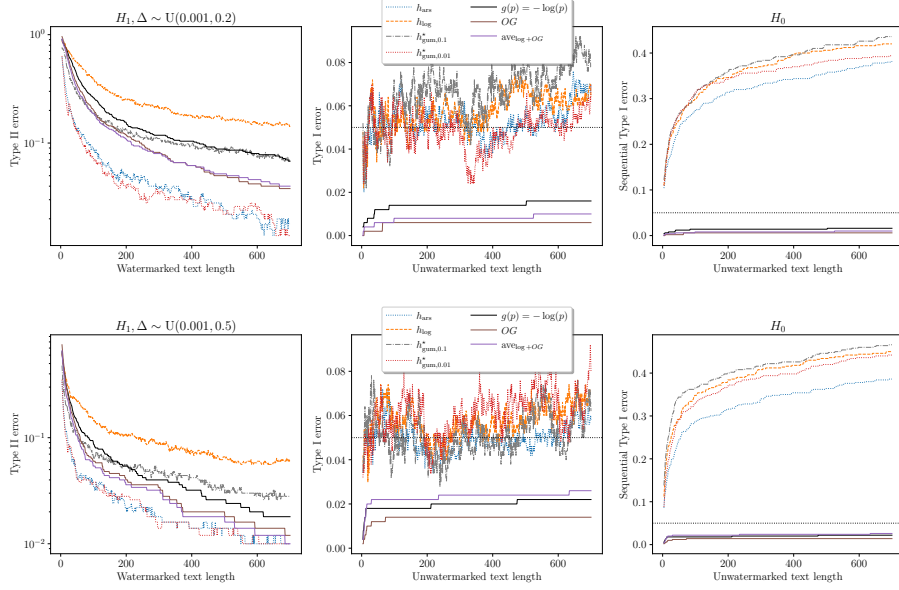 H₁, Δ ∼ U(0.001, 0.2)
Type II error
10⁰
10⁻¹
0 200 400 600
Watermarked text length
h_ars
h_log
h*_gum,0.1
h*_gum,0.01
g(p) = − log(p)
OG
ave_log+OG
Type I error
0.08
0.06
0.04
0.02
0.00
0 200 400 600
Unwatermarked text length
H₀
Sequential Type I error
0.4
0.3
0.2
0.1
0.0
0 200 400 600
Unwatermarked text length
H₁, Δ ∼ U(0.001, 0.5)
Type II error
10⁻¹
10⁻²
0 200 400 600
Watermarked text length
h_ars
h_log
h*_gum,0.1
h*_gum,0.01
g(p) = − log(p)
OG
ave_log+OG
Type I error
0.08
0.06
0.04
0.02
0.00
0 200 400 600
Unwatermarked text length
H₀
Sequential Type I error
0.4
0.3
0.2
0.1
0.0
0 200 400 600
Unwatermarked text length